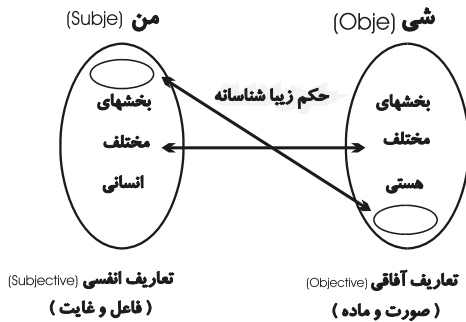 شی (Obje)
من (Subje)
حکم زیبا شناسانه
بخشهای
مختلف
هستی
بخشهای
مختلف
انسانی
تعاریف آفاقی (Objective)
( صورت و ماده )
تعاریف انفسی (Subjective)
( فاعل و غایت )